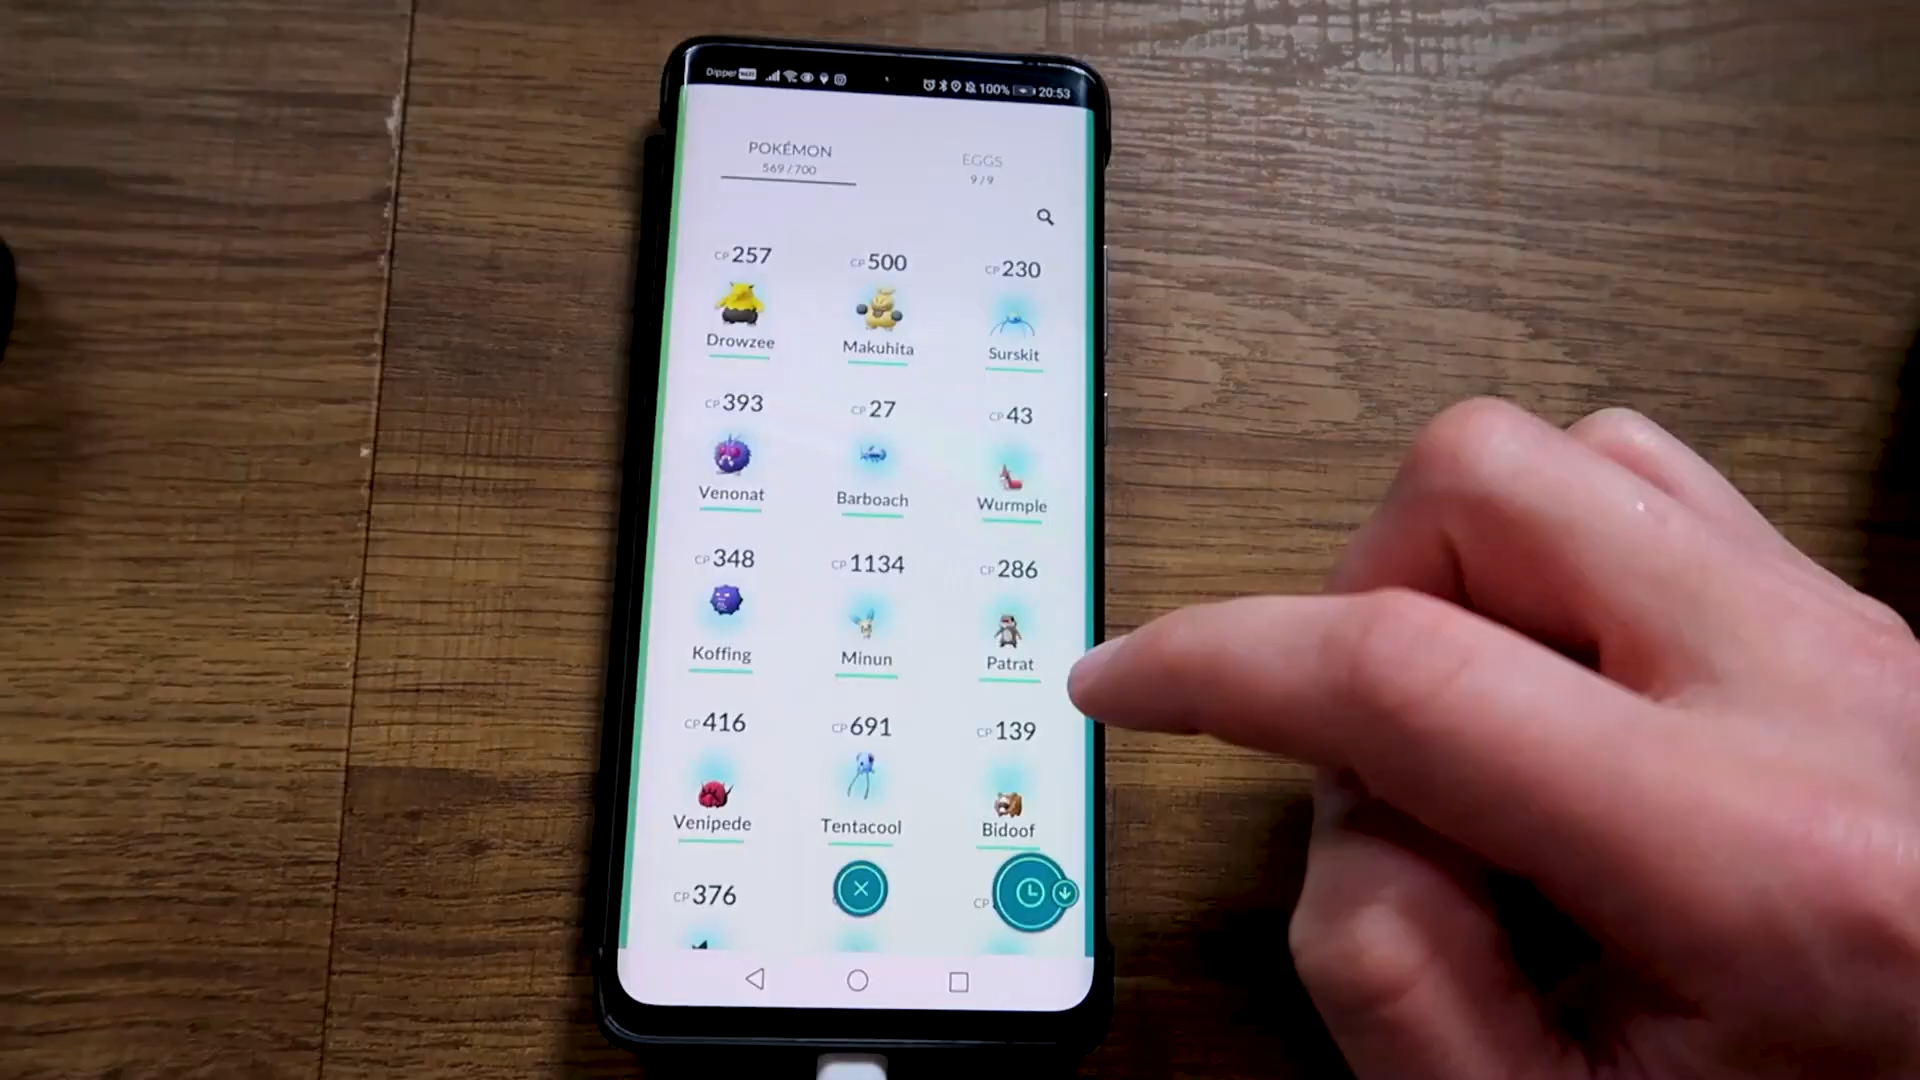 Dipper 100% 20:53
POKÉMON EGGS
569 / 700 9 / 9
CP 257 CP 500 CP 230
Drowzee Makuhita Surskit
CP 393 CP 27 CP 43
Venonat Barboach Wurmple
CP 348 CP 1134 CP 286
Koffing Minun Patrat
CP 416 CP 691 CP 139
Venipede Tentacool Bidoof
CP 376 CP